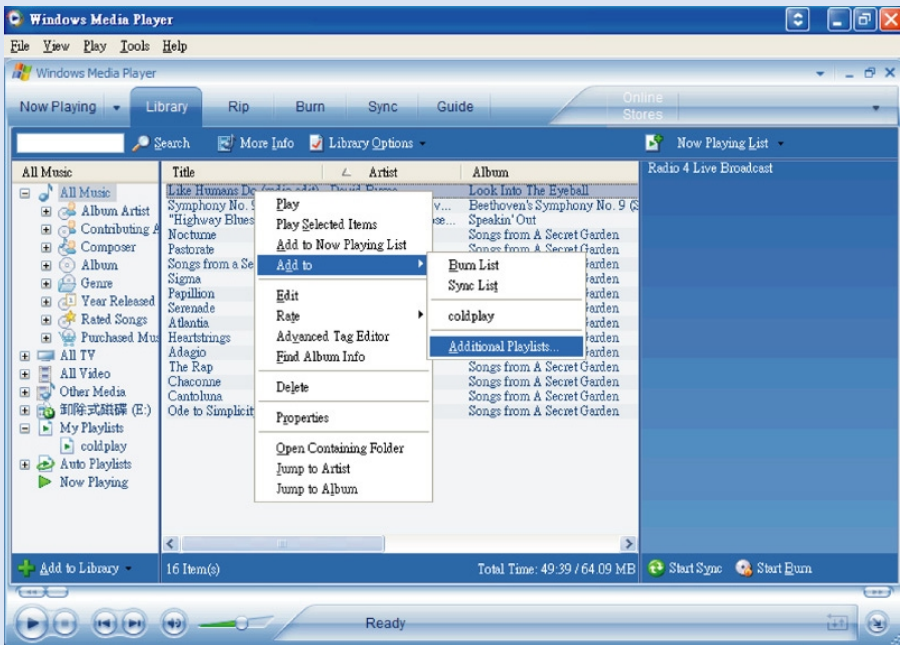 Windows Media Player
File View Play Tools Help
Windows Media Player
Now Playing Library Rip Burn Sync Guide Online Stores
Search More Info Library Options Now Playing List
All Music
All Music
Album Artist
Contributing A
Composer
Album
Genre
Year Released
Rated Songs
Purchased Mus
All TV
All Video
Other Media
卸除式磁碟 (E:)
My Playlists
coldplay
Auto Playlists
Now Playing
Add to Library
Title Artist Album
Like Humans Do (radio edit) David Byrne Look Into The Eyeball
Symphony No. 9 v... Beethoven's Symphony No. 9 (S
"Highway Blues ose... Speakin' Out
Nocturne Songs from A Secret Garden
Pastorate Songs from A Secret Garden
Songs from a Se arden
Sigma arden
Papillion arden
Serenade arden
Atlantia arden
Heartstrings arden
Adagio arden
The Rap Songs from A Secret Garden
Chaconne Songs from A Secret Garden
Cantoluna Songs from A Secret Garden
Ode to Simplicit Songs from A Secret Garden
Play
Play Selected Items
Add to Now Playing List
Add to
Edit
Rate
Advanced Tag Editor
Find Album Info
Delete
Properties
Open Containing Folder
Jump to Artist
Jump to Album
Burn List
Sync List
coldplay
Additional Playlists...
16 Item(s) Total Time: 49:39 / 64.09 MB
Radio 4 Live Broadcast
Start Sync Start Burn
Ready